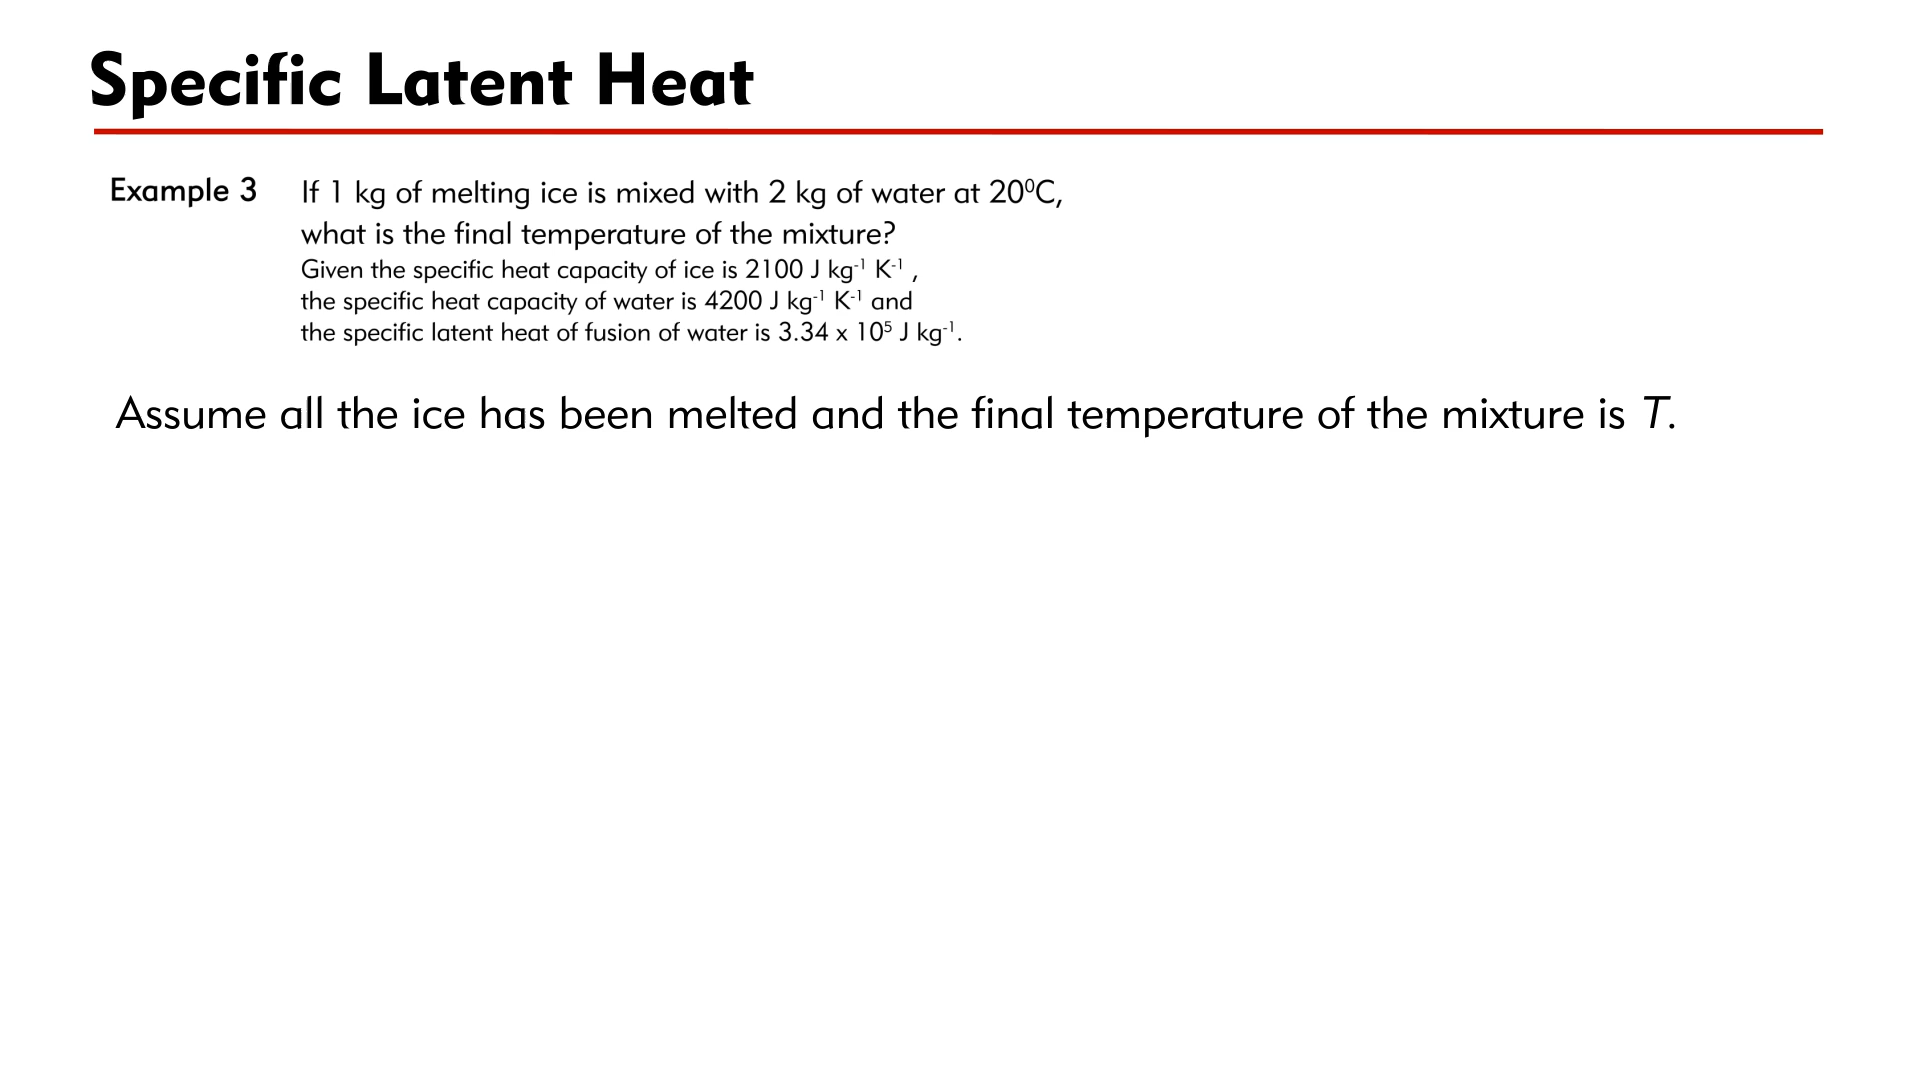 Specific Latent Heat
Example 3 If 1 kg of melting ice is mixed with 2 kg of water at 20⁰C,
what is the final temperature of the mixture?
Given the specific heat capacity of ice is 2100 J kg⁻¹ K⁻¹ ,
the specific heat capacity of water is 4200 J kg⁻¹ K⁻¹ and
the specific latent heat of fusion of water is 3.34 x 10⁵ J kg⁻¹.
Assume all the ice has been melted and the final temperature of the mixture is T.